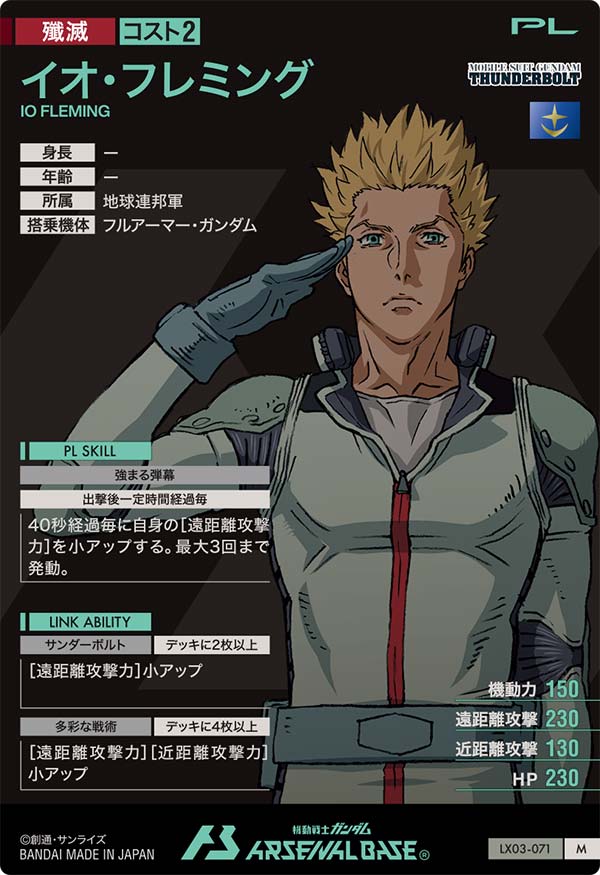 殲滅 コスト2 PL
イオ・フレミング
IO FLEMING
MOBILE SUIT GUNDAM
THUNDERBOLT
身長 ー
年齢 ー
所属 地球連邦軍
搭乗機体 フルアーマー・ガンダム
PL SKILL
強まる弾幕
出撃後一定時間経過毎
40秒経過毎に自身の[遠距離攻撃
力]を小アップする。最大3回まで
発動。
LINK ABILITY
サンダーボルト デッキに2枚以上
[遠距離攻撃力]小アップ
多彩な戦術 デッキに4枚以上
[遠距離攻撃力][近距離攻撃力]
小アップ
機動力 150
遠距離攻撃 230
近距離攻撃 130
HP 230
©創通・サンライズ
BANDAI MADE IN JAPAN
機動戦士ガンダム
AB ARSENAL BASE®
LX03-071 M